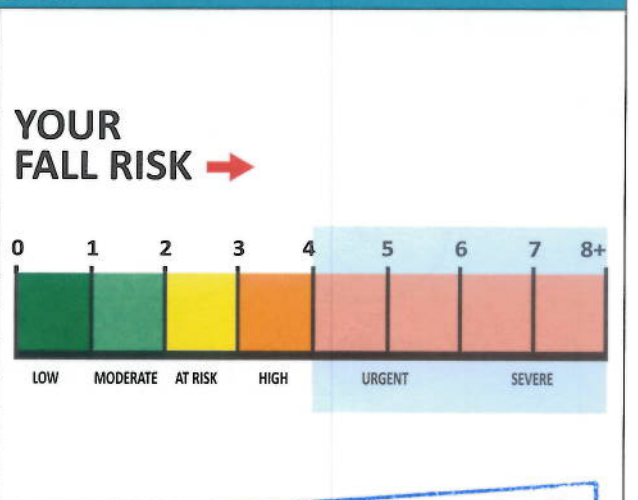 YOUR
FALL RISK
0 1 2 3 4 5 6 7 8+
LOW MODERATE AT RISK HIGH URGENT SEVERE